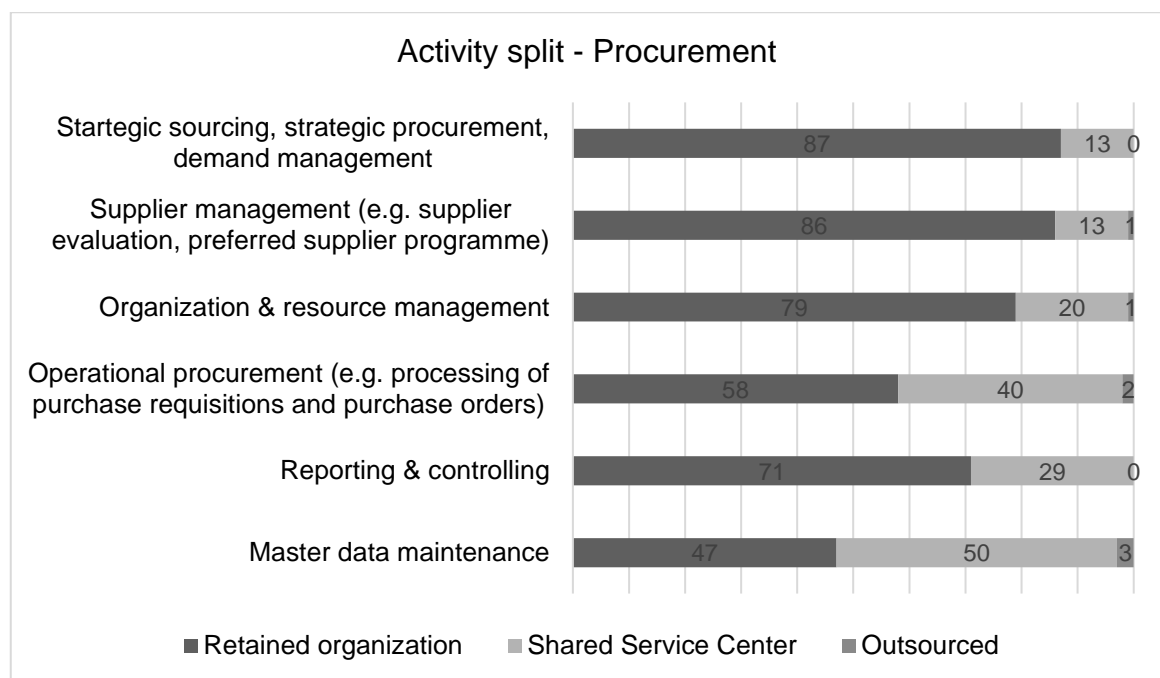 Activity split - Procurement
Startegic sourcing, strategic procurement,
demand management
87 13 0
Supplier management (e.g. supplier
evaluation, preferred supplier programme)
86 13 1
Organization & resource management
79 20 1
Operational procurement (e.g. processing of
purchase requisitions and purchase orders)
58 40 2
Reporting & controlling
71 29 0
Master data maintenance
47 50 3
Retained organization Shared Service Center Outsourced